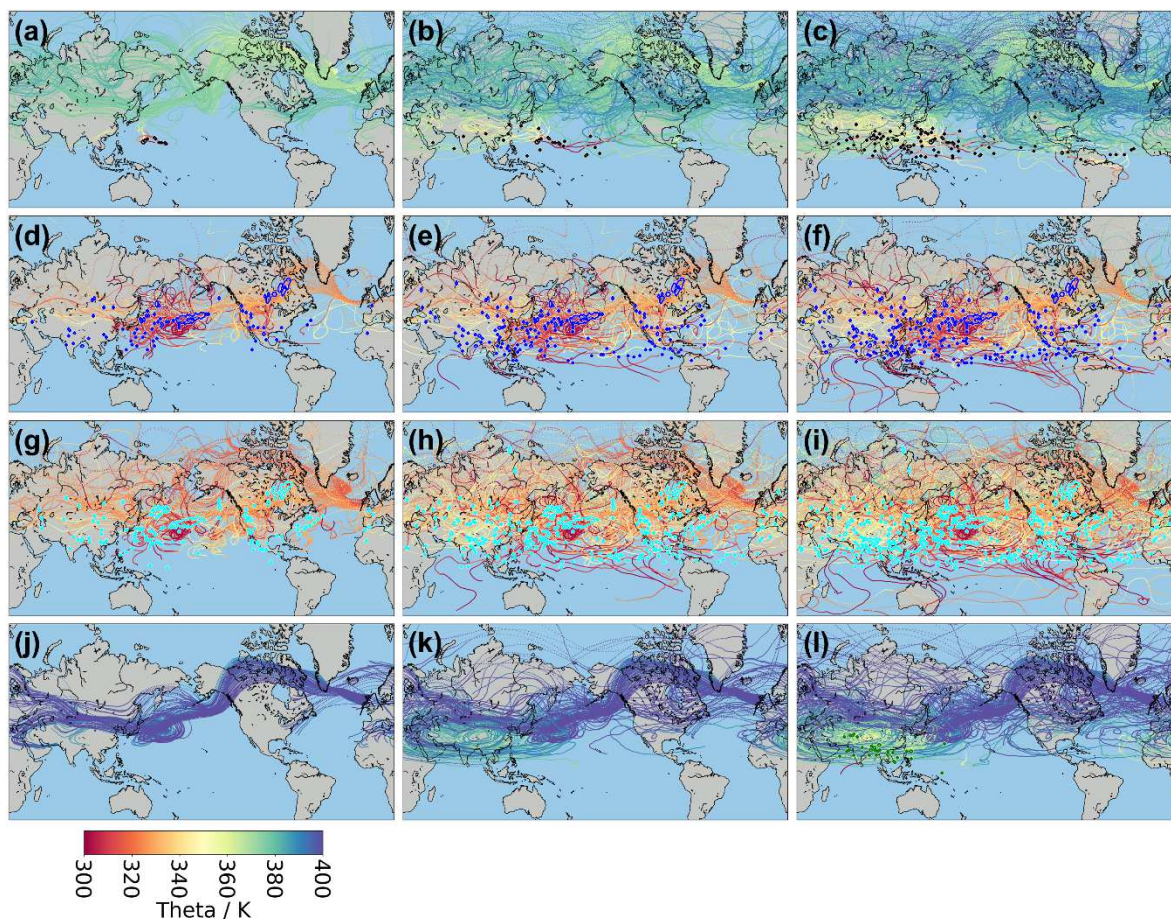 (a) (b) (c)
(d) (e) (f)
(g) (h) (i)
(j) (k) (l)
300 320 340 360 380 400
Theta / K